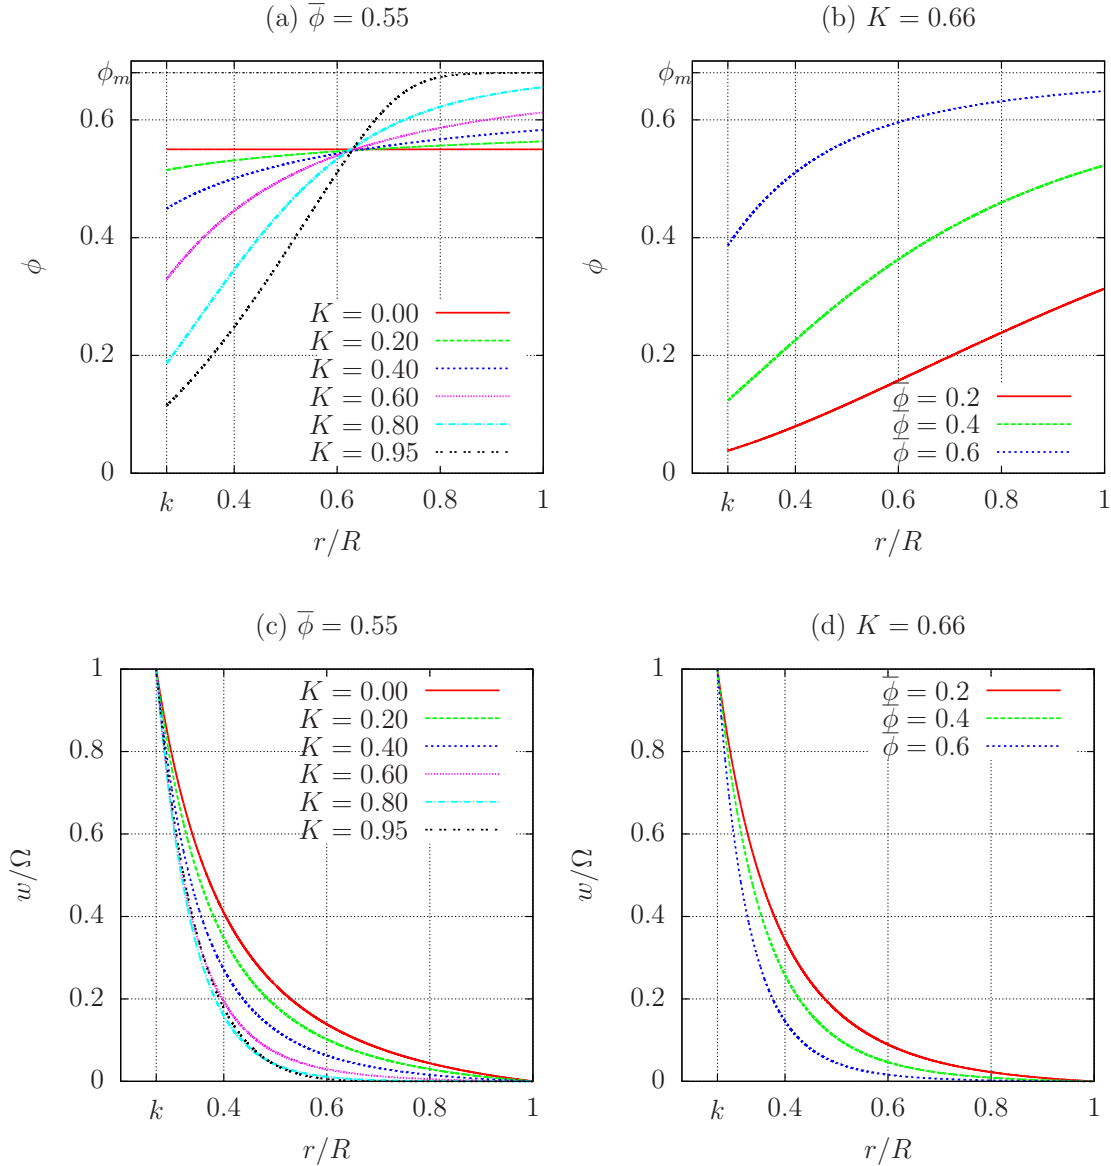 (a) ϕ̅ = 0.55
ϕₘ
0.6
0.4
0.2
0
ϕ
K = 0.00
K = 0.20
K = 0.40
K = 0.60
K = 0.80
K = 0.95
k 0.4 0.6 0.8 1
r/R
(b) K = 0.66
ϕₘ
0.6
0.4
0.2
0
ϕ
ϕ̅ = 0.2
ϕ̅ = 0.4
ϕ̅ = 0.6
k 0.4 0.6 0.8 1
r/R
(c) ϕ̅ = 0.55
1
0.8
0.6
0.4
0.2
0
w/Ω
K = 0.00
K = 0.20
K = 0.40
K = 0.60
K = 0.80
K = 0.95
k 0.4 0.6 0.8 1
r/R
(d) K = 0.66
1
0.8
0.6
0.4
0.2
0
w/Ω
ϕ̅ = 0.2
ϕ̅ = 0.4
ϕ̅ = 0.6
k 0.4 0.6 0.8 1
r/R